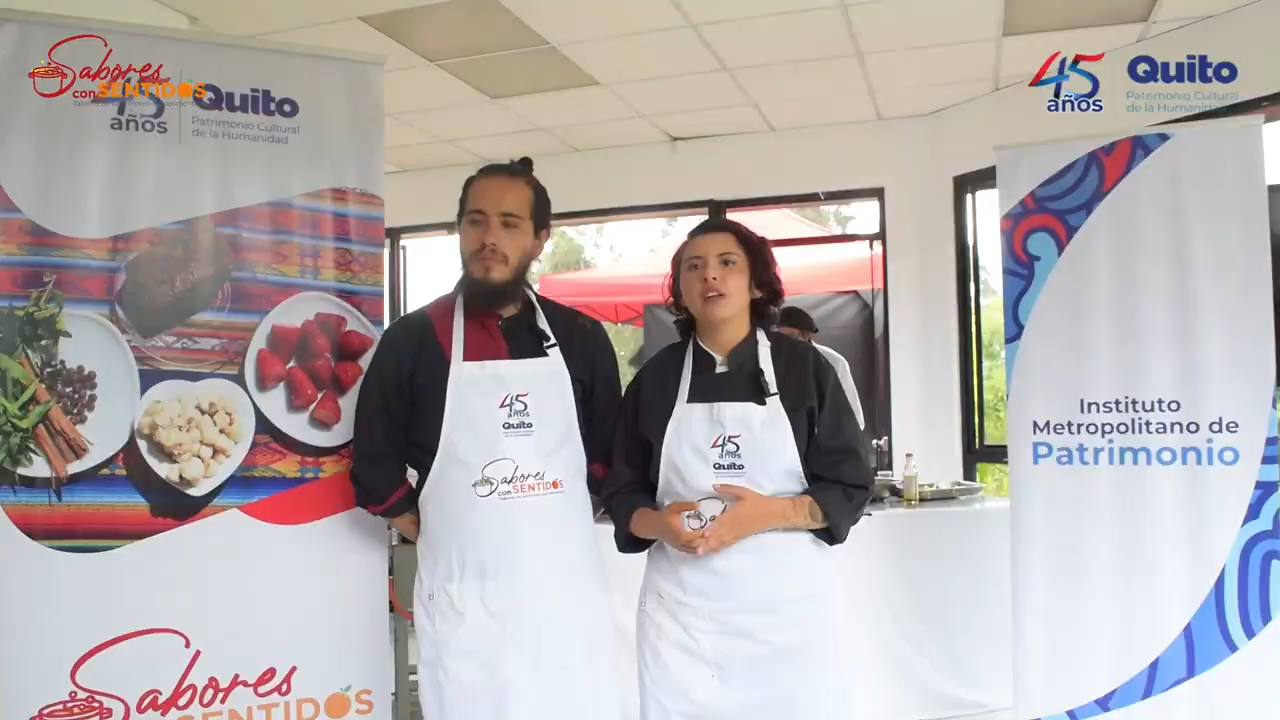 Sabores
con SENTIDOS
45
años
Quito
Patrimonio Cultural
de la Humanidad
45
años
Quito
Patrimonio Cultural
de la Humanidad
45
años
Quito
Sabores
con SENTIDOS
45
años
Quito
Instituto
Metropolitano de
Patrimonio
Sabores
SENTIDOS